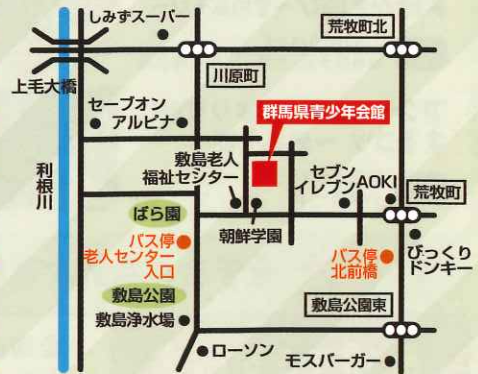 しみずスーパー
荒牧町北
上毛大橋
川原町
セーブオン
アルピナ
群馬県青少年会館
利根川
敷島老人
福祉センター
セブン
イレブン
AOKI
荒牧町
ばら園
朝鮮学園
バス停
老人センター
入口
バス停
北前橋
びっくり
ドンキー
敷島公園
敷島公園東
敷島浄水場
ローソン
モスバーガー